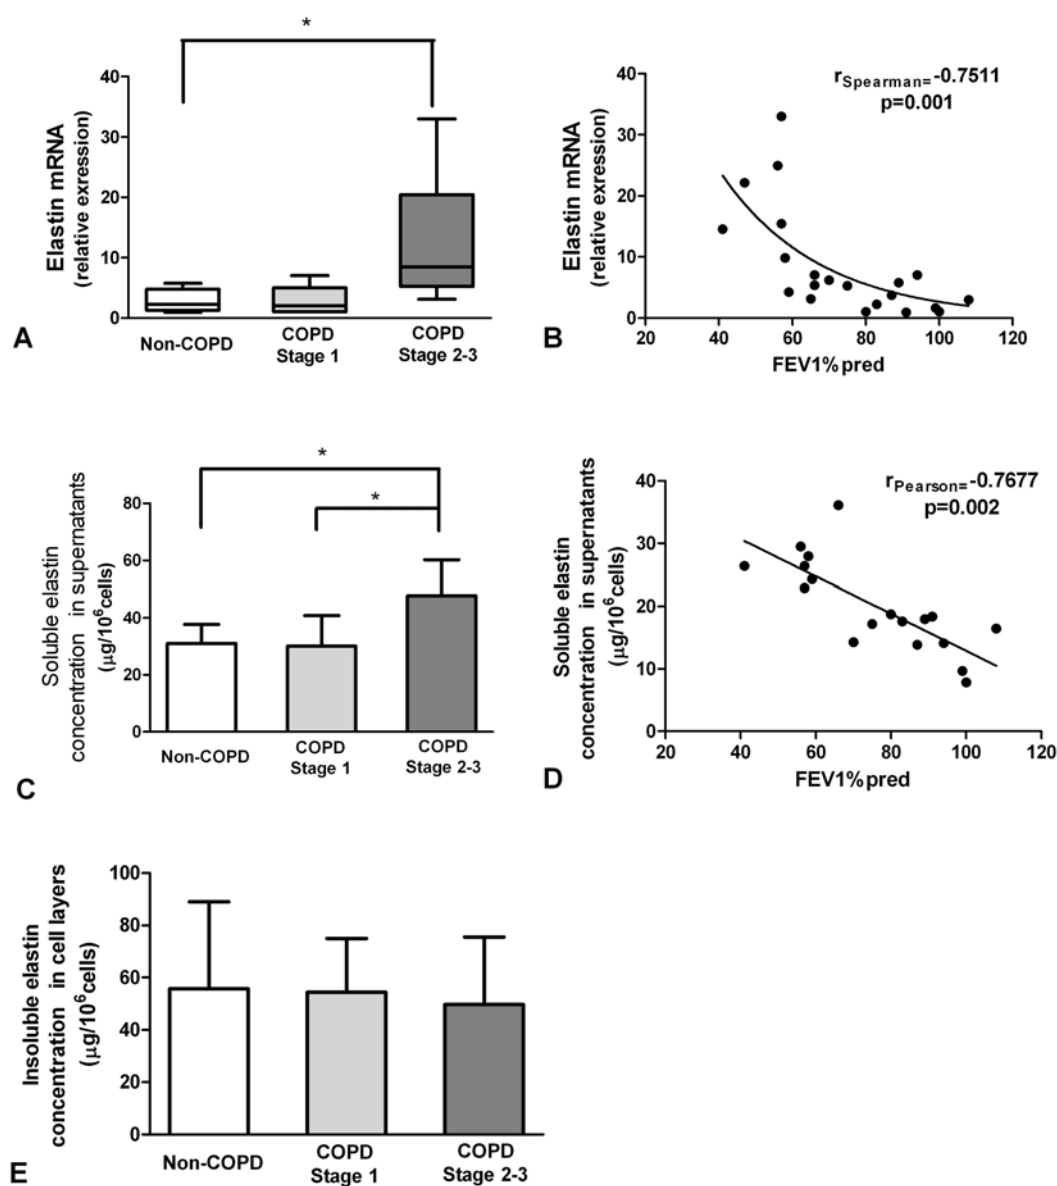 *
Elastin mRNA
(relative exression)
40
30
20
10
0
Non-COPD
COPD
Stage 1
COPD
Stage 2-3
A
rSpearman=-0.7511
p=0.001
Elastin mRNA
(relative exression)
40
30
20
10
0
20
40
60
80
100
120
FEV1%pred
B
*
*
Soluble elastin
concentration in supernatants
(μg/10⁶cells)
80
60
40
20
0
Non-COPD
COPD
Stage 1
COPD
Stage 2-3
C
rPearson=-0.7677
p=0.002
Soluble elastin
concentration in supernatants
(μg/10⁶cells)
40
30
20
10
0
20
40
60
80
100
120
FEV1%pred
D
Insoluble elastin
concentration in cell layers
(μg/10⁶cells)
100
80
60
40
20
0
Non-COPD
COPD
Stage 1
COPD
Stage 2-3
E